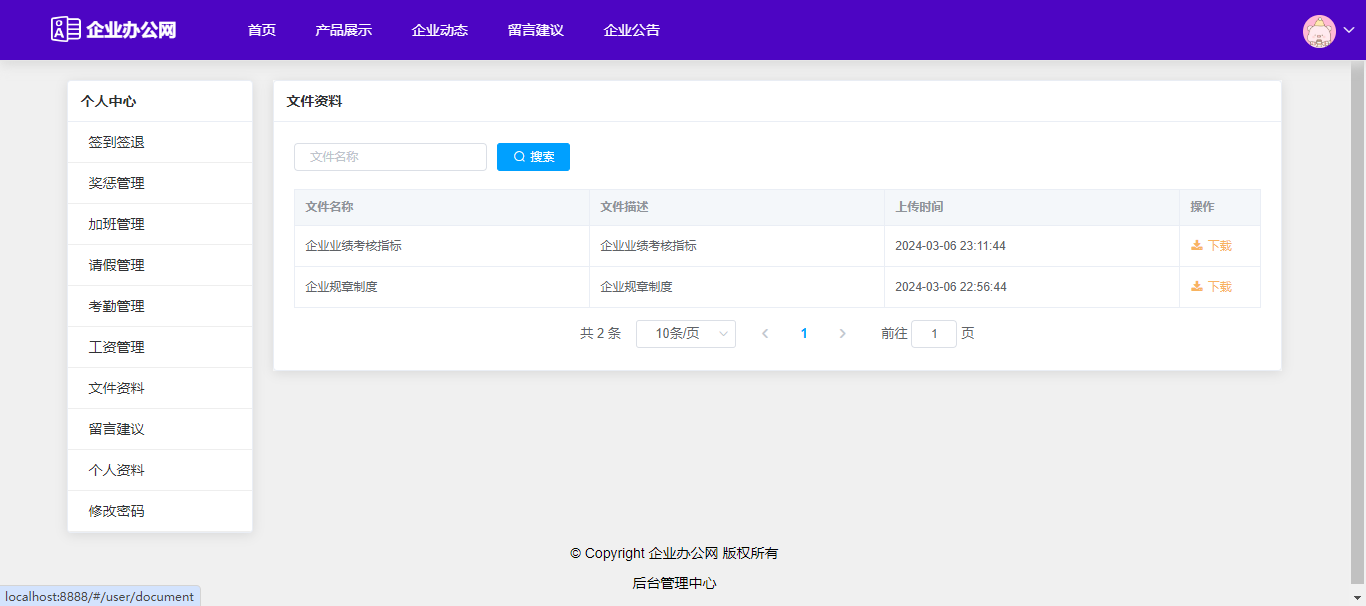 OA 企业办公网 首页 产品展示 企业动态 留言建议 企业公告
个人中心
签到签退
奖惩管理
加班管理
请假管理
考勤管理
工资管理
文件资料
留言建议
个人资料
修改密码
文件资料
文件名称 搜索
文件名称 文件描述 上传时间 操作
企业业绩考核指标 企业业绩考核指标 2024-03-06 23:11:44 下载
企业规章制度 企业规章制度 2024-03-06 22:56:44 下载
共 2 条 10条/页 1 前往 1 页
© Copyright 企业办公网 版权所有
后台管理中心
localhost:8888/#/user/document